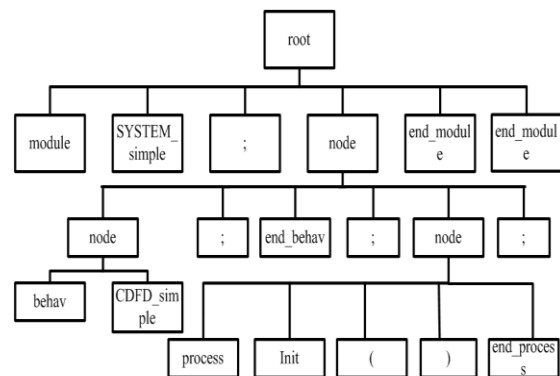 root
module
SYSTEM_
simple
;
node
end_modul
e
end_modul
e
node
;
end_behav
;
node
;
behav
CDFD_sim
ple
process
Init
(
)
end_proces
s